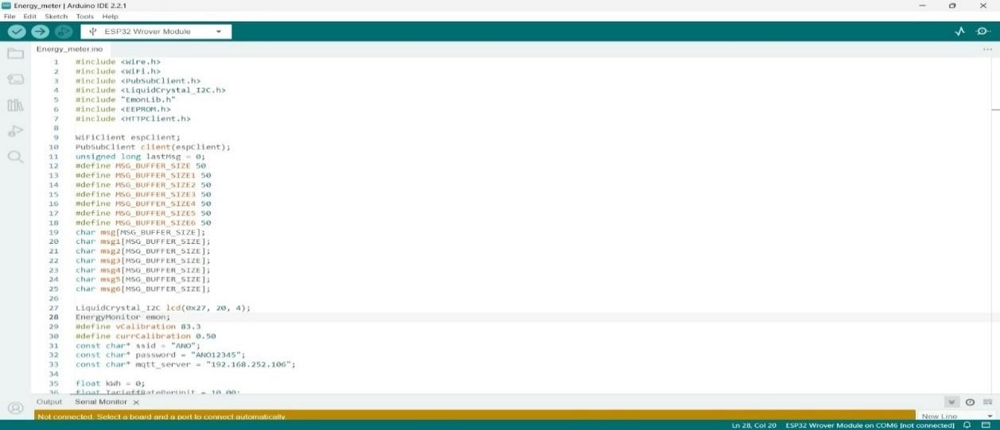 Energy_meter | Arduino IDE 2.2.1
File Edit Sketch Tools Help
ESP32 Wrover Module
Energy_meter.ino
1 #include <Wire.h>
2 #include <WiFi.h>
3 #include <PubSubClient.h>
4 #include <LiquidCrystal_I2C.h>
5 #include "EmonLib.h"
6 #include <EEPROM.h>
7 #include <HTTPClient.h>
8
9 WiFiClient espClient;
10 PubSubClient client(espClient);
11 unsigned long lastMsg = 0;
12 #define MSG_BUFFER_SIZE 50
13 #define MSG_BUFFER_SIZE1 50
14 #define MSG_BUFFER_SIZE2 50
15 #define MSG_BUFFER_SIZE3 50
16 #define MSG_BUFFER_SIZE4 50
17 #define MSG_BUFFER_SIZE5 50
18 #define MSG_BUFFER_SIZE6 50
19 char msg[MSG_BUFFER_SIZE];
20 char msg1[MSG_BUFFER_SIZE];
21 char msg2[MSG_BUFFER_SIZE];
22 char msg3[MSG_BUFFER_SIZE];
23 char msg4[MSG_BUFFER_SIZE];
24 char msg5[MSG_BUFFER_SIZE];
25 char msg6[MSG_BUFFER_SIZE];
26
27 LiquidCrystal_I2C lcd(0x27, 20, 4);
28 EnergyMonitor emon;
29 #define vCalibration 83.3
30 #define currCalibration 0.50
31 const char* ssid = "ANO";
32 const char* password = "ANO12345";
33 const char* mqtt_server = "192.168.252.106";
34
35 float kWh = 0;
36 float TarieffRatePerUnit = 10.00;
Output Serial Monitor
Not connected. Select a board and a port to connect automatically.
New Line
Ln 28, Col 20 ESP32 Wrover Module on COM6 [not connected]